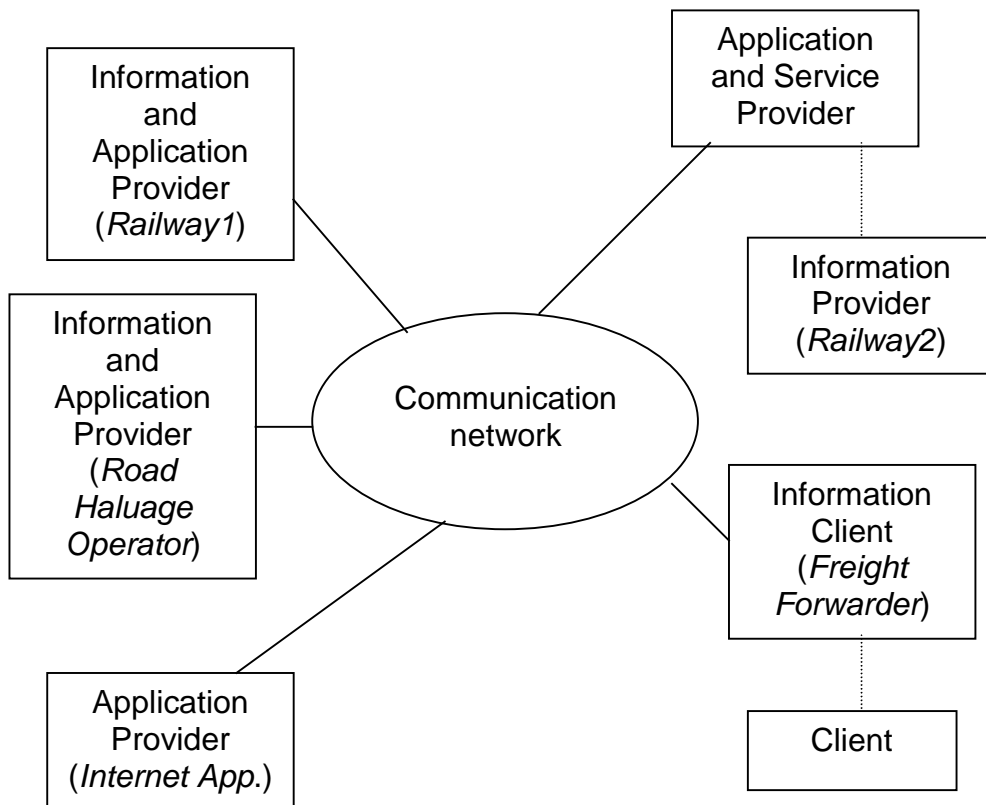 Information
and
Application
Provider
(Railway1)
Application
and Service
Provider
Information
Provider
(Railway2)
Information
and
Application
Provider
(Road
Haluage
Operator)
Communication
network
Information
Client
(Freight
Forwarder)
Application
Provider
(Internet App.)
Client